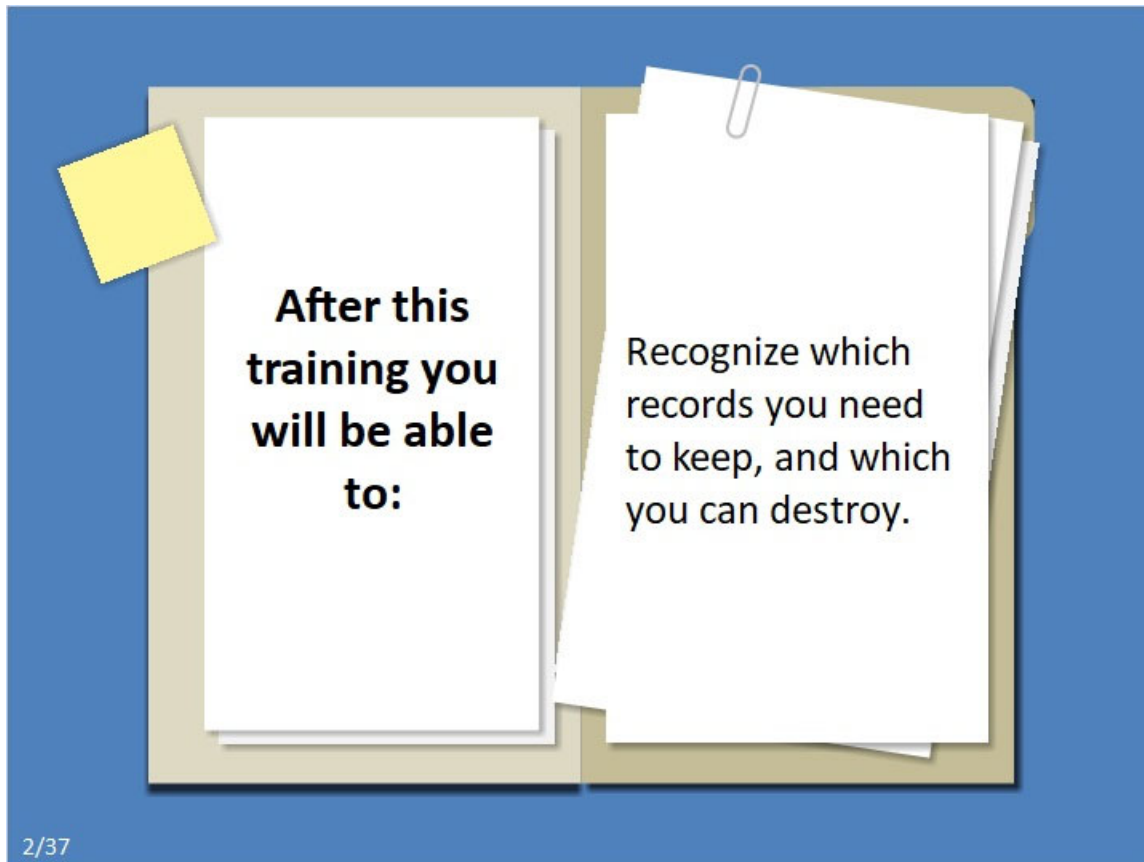 After this
training you
will be able
to:
Recognize which
records you need
to keep, and which
you can destroy.
2/37